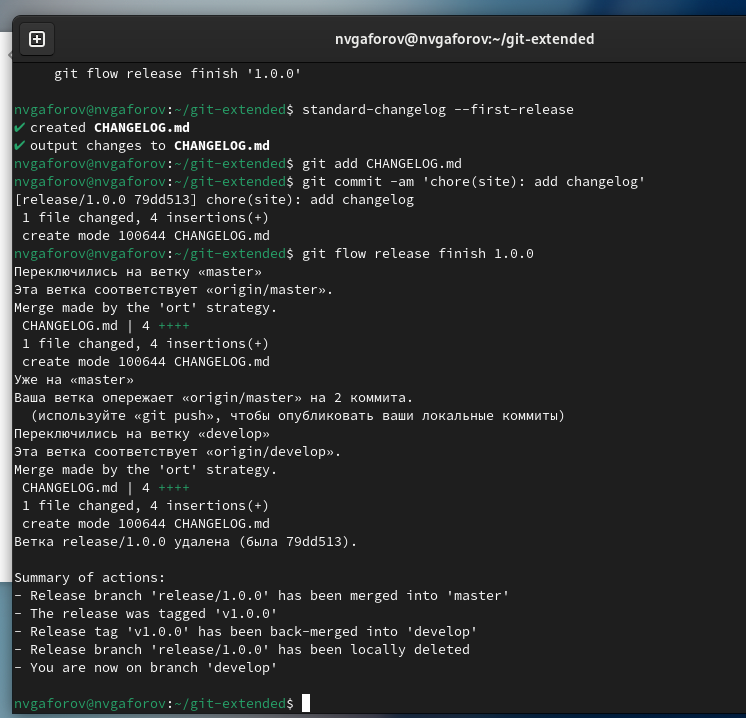 nvgaforov@nvgaforov:~/git-extended
git flow release finish '1.0.0'
nvgaforov@nvgaforov:~/git-extended$ standard-changelog --first-release
✔ created CHANGELOG.md
✔ output changes to CHANGELOG.md
nvgaforov@nvgaforov:~/git-extended$ git add CHANGELOG.md
nvgaforov@nvgaforov:~/git-extended$ git commit -am 'chore(site): add changelog'
[release/1.0.0 79dd513] chore(site): add changelog
1 file changed, 4 insertions(+)
create mode 100644 CHANGELOG.md
nvgaforov@nvgaforov:~/git-extended$ git flow release finish 1.0.0
Переключились на ветку «master»
Эта ветка соответствует «origin/master».
Merge made by the 'ort' strategy.
CHANGELOG.md | 4 ++++
1 file changed, 4 insertions(+)
create mode 100644 CHANGELOG.md
Уже на «master»
Ваша ветка опережает «origin/master» на 2 коммита.
(используйте «git push», чтобы опубликовать ваши локальные коммиты)
Переключились на ветку «develop»
Эта ветка соответствует «origin/develop».
Merge made by the 'ort' strategy.
CHANGELOG.md | 4 ++++
1 file changed, 4 insertions(+)
create mode 100644 CHANGELOG.md
Ветка release/1.0.0 удалена (была 79dd513).
Summary of actions:
- Release branch 'release/1.0.0' has been merged into 'master'
- The release was tagged 'v1.0.0'
- Release tag 'v1.0.0' has been back-merged into 'develop'
- Release branch 'release/1.0.0' has been locally deleted
- You are now on branch 'develop'
nvgaforov@nvgaforov:~/git-extended$